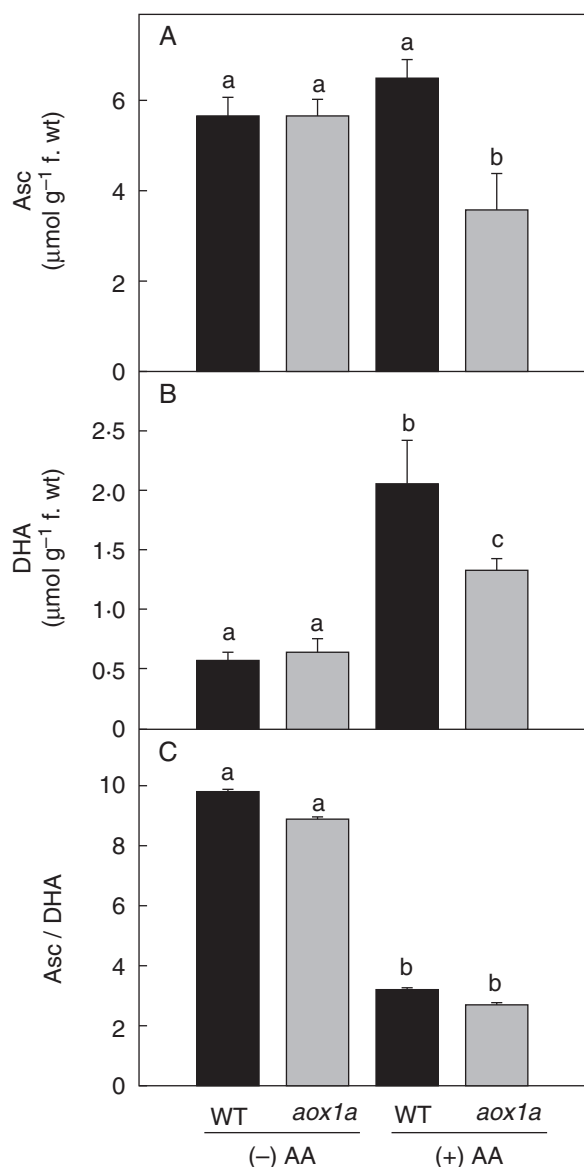 A
a
a
a
b
6
4
2
0
Asc
(μmol g⁻¹ f. wt)
B
a
a
b
c
2·5
2·0
1·5
1·0
0·5
0
DHA
(μmol g⁻¹ f. wt)
C
a
a
b
b
10
8
6
4
2
0
Asc / DHA
WT aox1a WT aox1a
(–) AA (+) AA